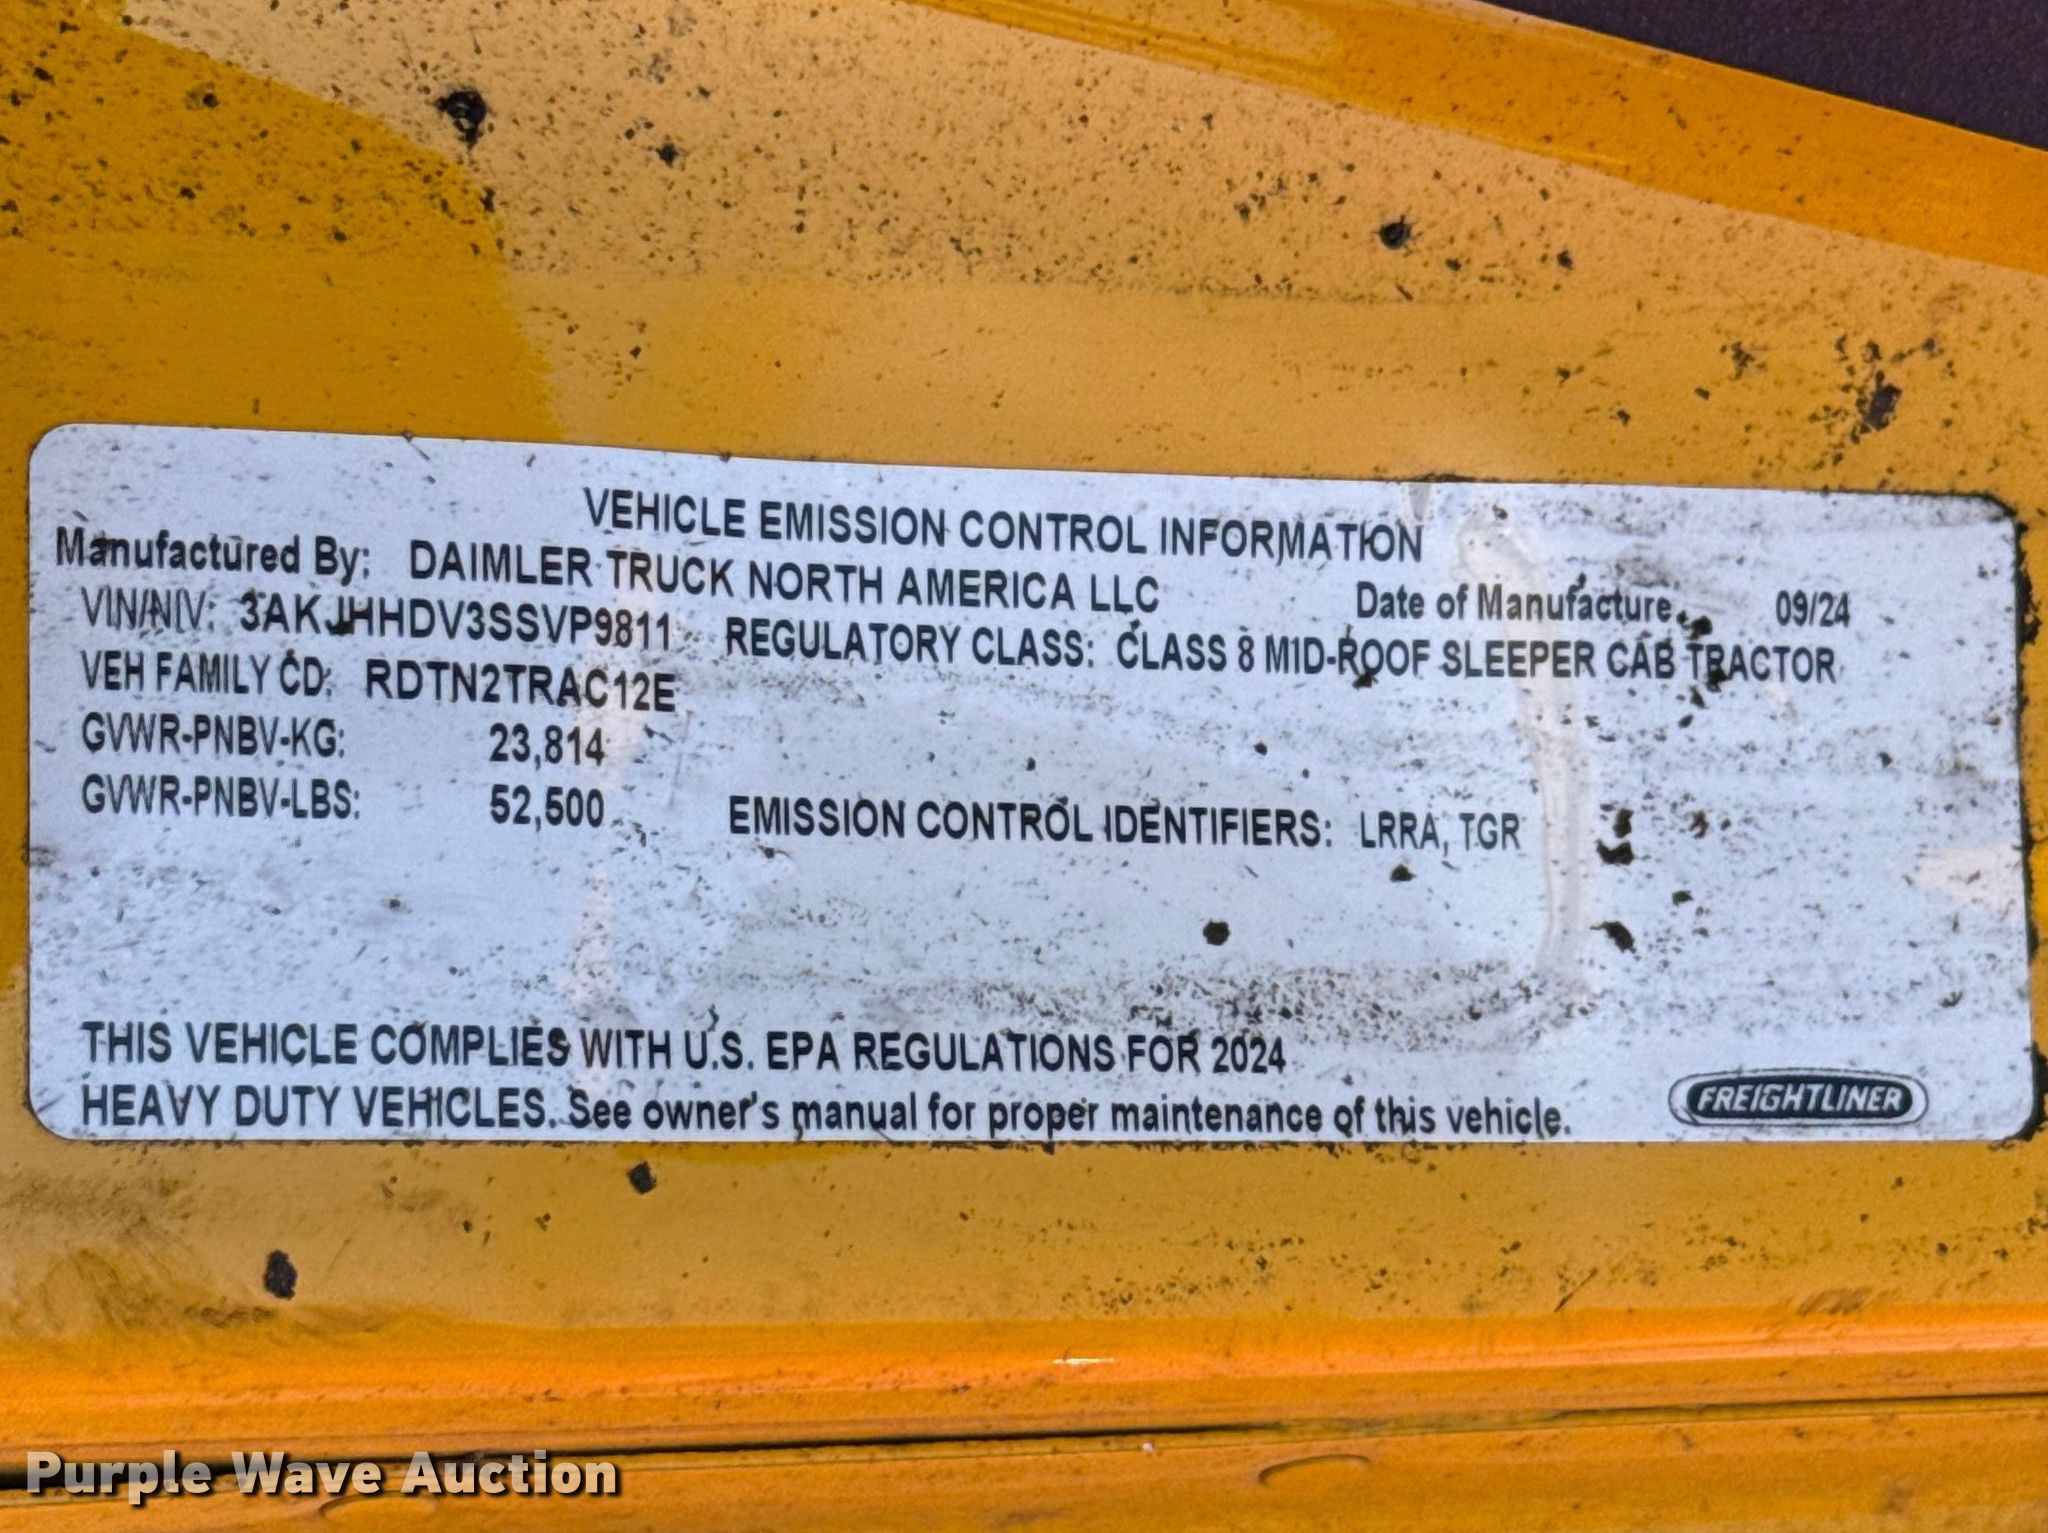 VEHICLE EMISSION CONTROL INFORMATION
Manufactured By: DAIMLER TRUCK NORTH AMERICA LLC
Date of Manufacture 09/24
VIN/NIV: 3AKJHHDV3SSVP9811 REGULATORY CLASS: CLASS 8 MID-ROOF SLEEPER CAB TRACTOR
VEH FAMILY CD: RDTN2TRAC12E
GVWR-PNBV-KG: 23,814
GVWR-PNBV-LBS: 52,500
EMISSION CONTROL IDENTIFIERS: LRRA, TGR
THIS VEHICLE COMPLIES WITH U.S. EPA REGULATIONS FOR 2024
HEAVY DUTY VEHICLES. See owner's manual for proper maintenance of this vehicle.
FREIGHTLINER
Purple Wave Auction